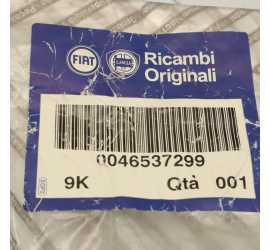 FIAT
LANCIA
Ricambi
Originali
0046537299
9K
Qtà 001